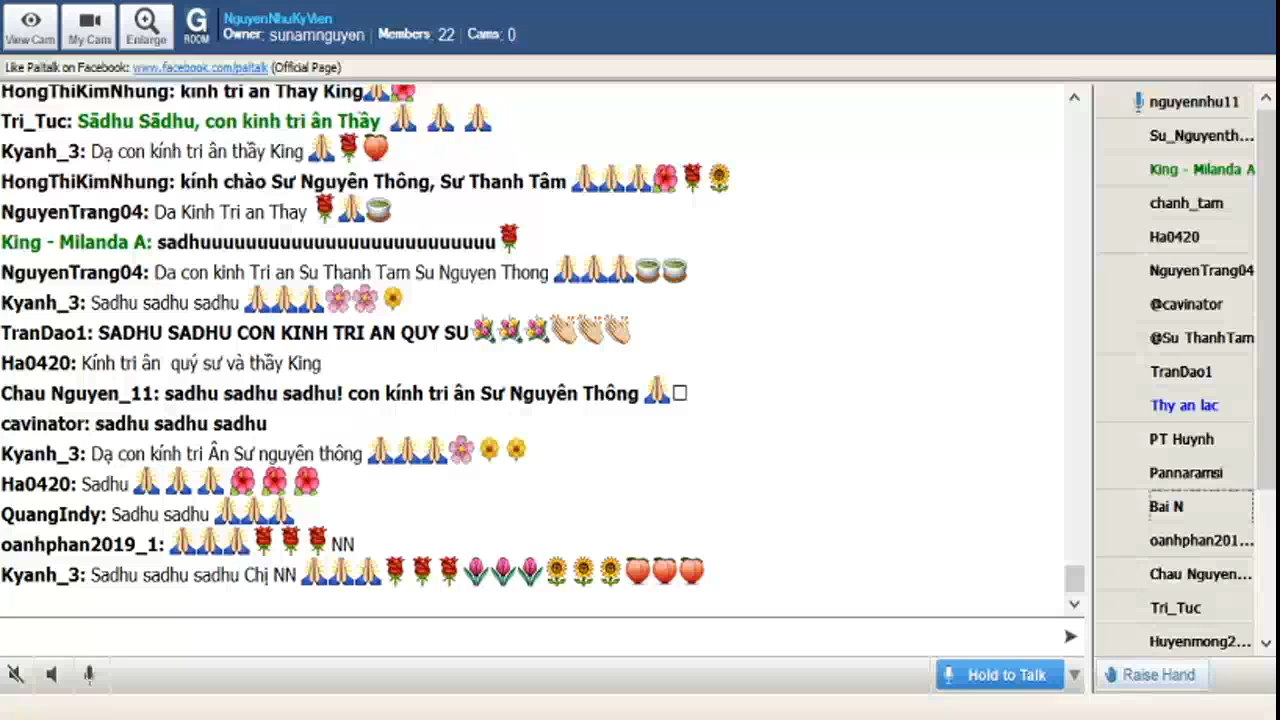 NguyenNhuKyVien
View Cam My Cam Enlarge G ROOM Owner: sunamnguyen | Members: 22 | Cams: 0
Like Paltalk on Facebook: www.facebook.com/paltalk (Official Page)
HongThiKimNhung: kinh tri an Thay King🙏🌺
Tri_Tuc: Sādhu Sādhu, con kinh tri ân Thầy 🙏 🙏 🙏
Kyanh_3: Dạ con kính tri ân thầy King 🙏🌹🍑
HongThiKimNhung: kính chào Sư Nguyên Thông, Sư Thanh Tâm 🙏🙏🙏🌺🌹🌻
NguyenTrang04: Da Kinh Tri an Thay 🌹🙏🍵
King - Milanda A: sadhuuuuuuuuuuuuuuuuuuuuuuuuuu🌹
NguyenTrang04: Da con kinh Tri an Su Thanh Tam Su Nguyen Thong 🙏🙏🙏🍵🍵
Kyanh_3: Sadhu sadhu sadhu 🙏🙏🙏🌸🌸🌼
TranDao1: SADHU SADHU CON KINH TRI AN QUY SU💐💐💐👏👏👏
Ha0420: Kính tri ân quý sư và thầy King
Chau Nguyen_11: sadhu sadhu sadhu! con kính tri ân Sư Nguyên Thông 🙏□
cavinator: sadhu sadhu sadhu
Kyanh_3: Dạ con kính tri Ân Sư nguyên thông 🙏🙏🙏🌸🌼🌼
Ha0420: Sadhu 🙏 🙏 🙏 🌺 🌺 🌺
QuangIndy: Sadhu sadhu 🙏🙏🙏
oanhphan2019_1: 🙏🙏🙏🌹🌹🌹NN
Kyanh_3: Sadhu sadhu sadhu Chị NN 🙏🙏🙏🌹🌹🌹🌷🌷🌷🌻🌻🌻🍑🍑🍑
nguyennhu11
Su_Nguyenth...
King - Milanda A
chanh_tam
Ha0420
NguyenTrang04
@cavinator
@Su ThanhTam
TranDao1
Thy an lac
PT Huynh
Pannaramsi
Bai N
oanhphan201...
Chau Nguyen...
Tri_Tuc
Huyenmong2...
Hold to Talk
Raise Hand